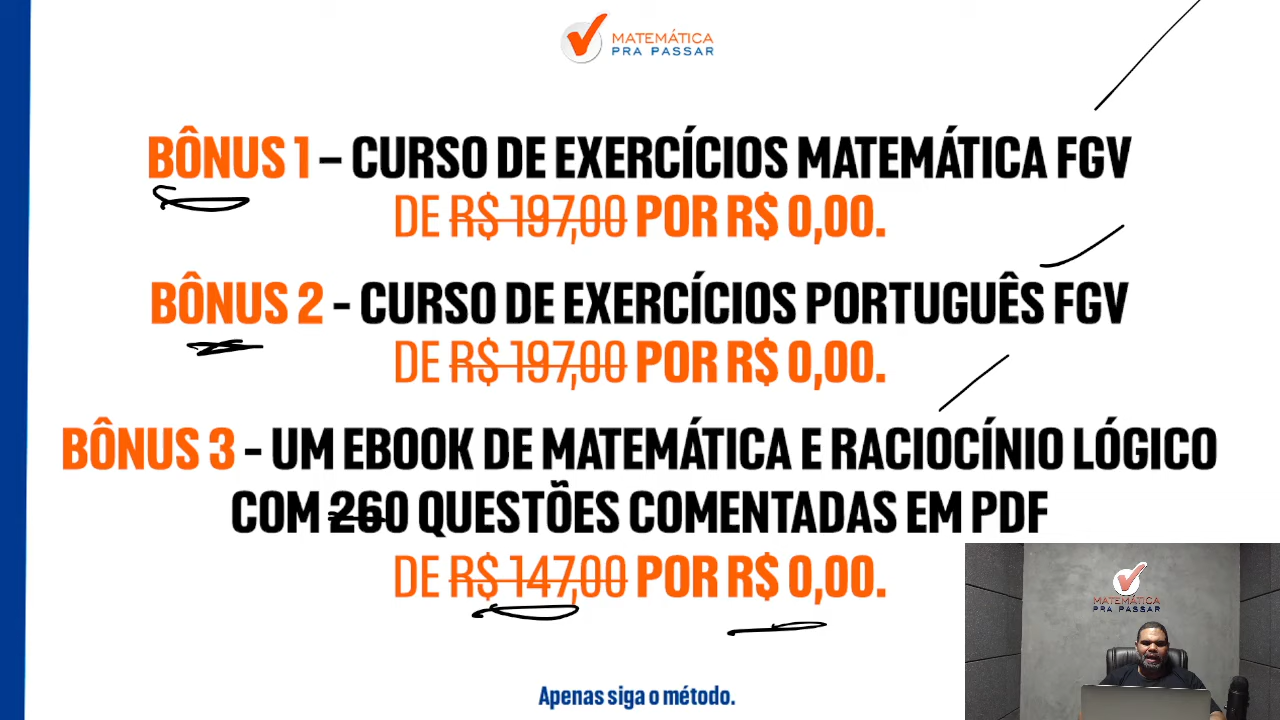 MATEMÁTICA
PRA PASSAR
BÔNUS 1 – CURSO DE EXERCÍCIOS MATEMÁTICA FGV
DE R$ 197,00 POR R$ 0,00.
BÔNUS 2 - CURSO DE EXERCÍCIOS PORTUGUÊS FGV
DE R$ 197,00 POR R$ 0,00.
BÔNUS 3 - UM EBOOK DE MATEMÁTICA E RACIOCÍNIO LÓGICO
COM 260 QUESTÕES COMENTADAS EM PDF
DE R$ 147,00 POR R$ 0,00.
MATEMÁTICA
PRA PASSAR
Apenas siga o método.